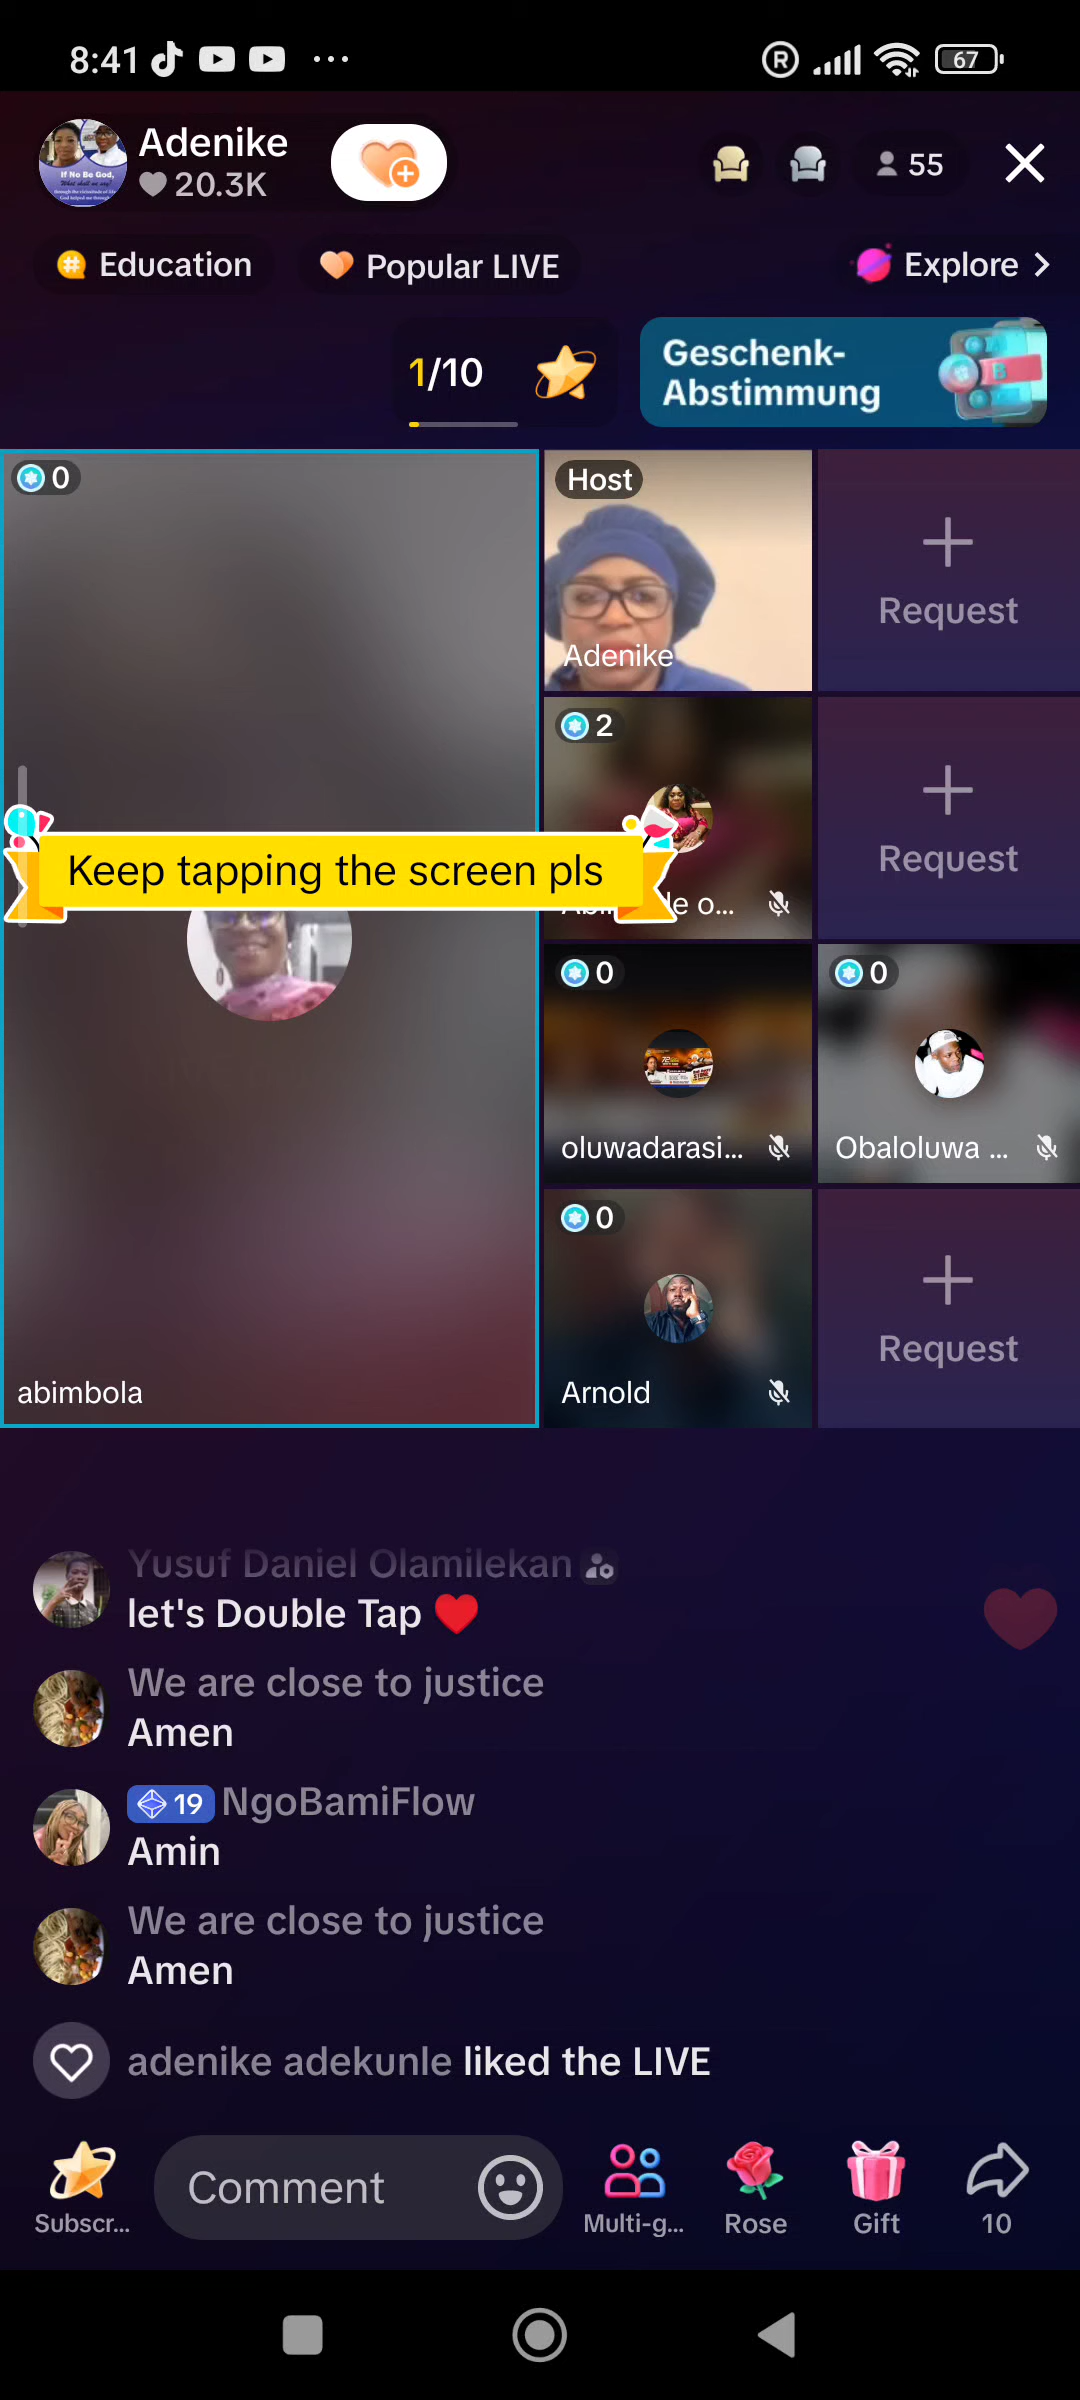 8:41
67
Adenike
20.3K
55
Education
Popular LIVE
Explore
1/10
Geschenk-
Abstimmung
0
Host
Adenike
Request
2
Request
Keep tapping the screen pls
le o...
0
0
oluwadarasi...
Obaloluwa ...
0
Request
abimbola
Arnold
Yusuf Daniel Olamilekan
let's Double Tap
We are close to justice
Amen
19 NgoBamiFlow
Amin
We are close to justice
Amen
adenike adekunle liked the LIVE
Comment
Subscr...
Multi-g...
Rose
Gift
10